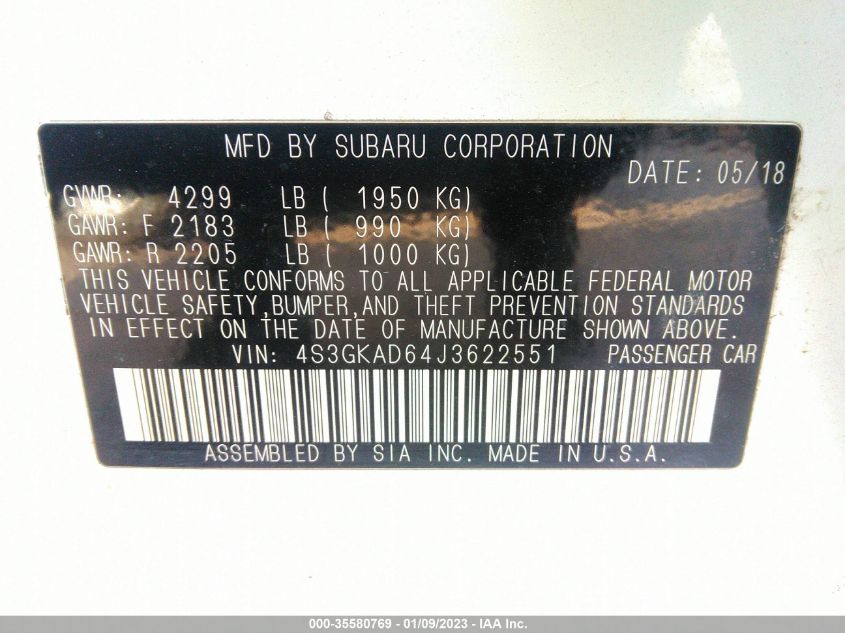 MFD BY SUBARU CORPORATION
DATE: 05/18
GVWR: 4299 LB ( 1950 KG)
GAWR: F 2183 LB ( 990 KG)
GAWR: R 2205 LB ( 1000 KG)
THIS VEHICLE CONFORMS TO ALL APPLICABLE FEDERAL MOTOR
VEHICLE SAFETY,BUMPER,AND THEFT PREVENTION STANDARDS
IN EFFECT ON THE DATE OF MANUFACTURE SHOWN ABOVE.
VIN: 4S3GKAD64J3622551 PASSENGER CAR
ASSEMBLED BY SIA INC. MADE IN U.S.A.
000-35580769 - 01/09/2023 - IAA Inc.